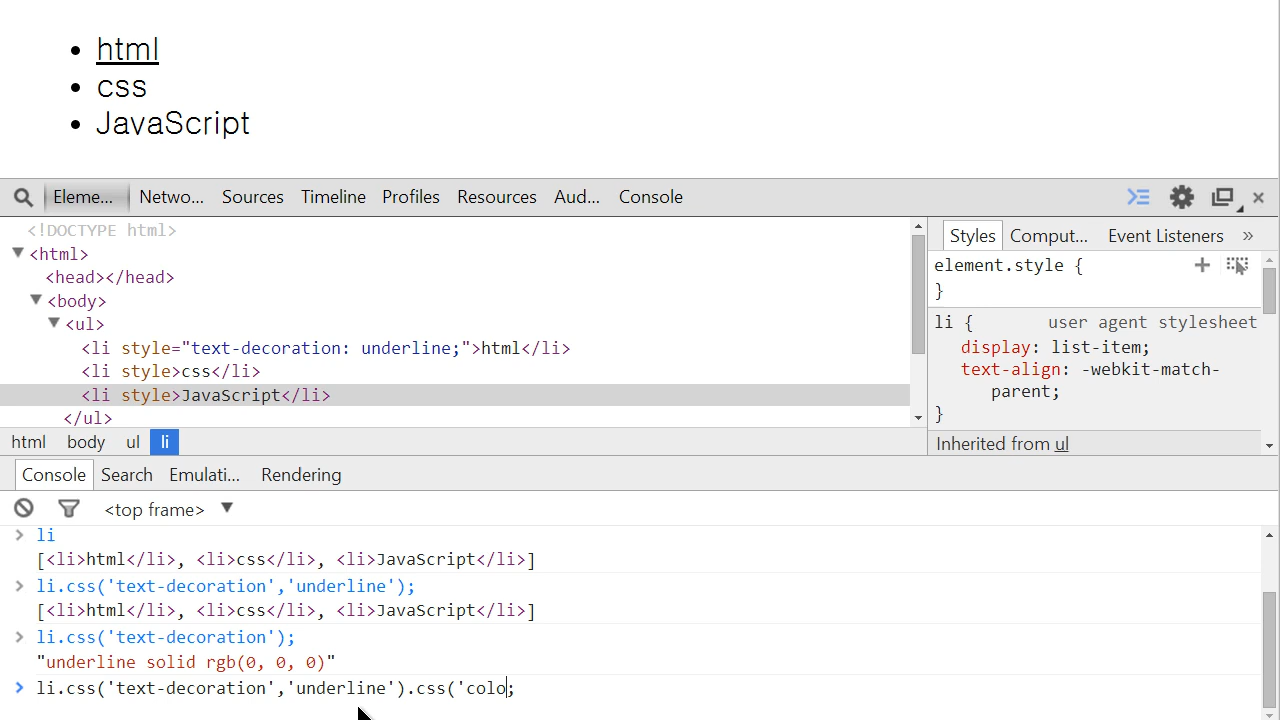 html
css
JavaScript
Eleme... Netwo... Sources Timeline Profiles Resources Aud... Console
<!DOCTYPE html>
<html>
<head></head>
<body>
<ul>
<li style="text-decoration: underline;">html</li>
<li style>css</li>
<li style>JavaScript</li>
</ul>
html body ul li
Styles Comput... Event Listeners »
element.style {
}
li { user agent stylesheet
display: list-item;
text-align: -webkit-match-
parent;
}
Inherited from ul
Console Search Emulati... Rendering
<top frame> ▼
> li
[<li>html</li>, <li>css</li>, <li>JavaScript</li>]
> li.css('text-decoration','underline');
[<li>html</li>, <li>css</li>, <li>JavaScript</li>]
> li.css('text-decoration');
"underline solid rgb(0, 0, 0)"
> li.css('text-decoration','underline').css('colo;